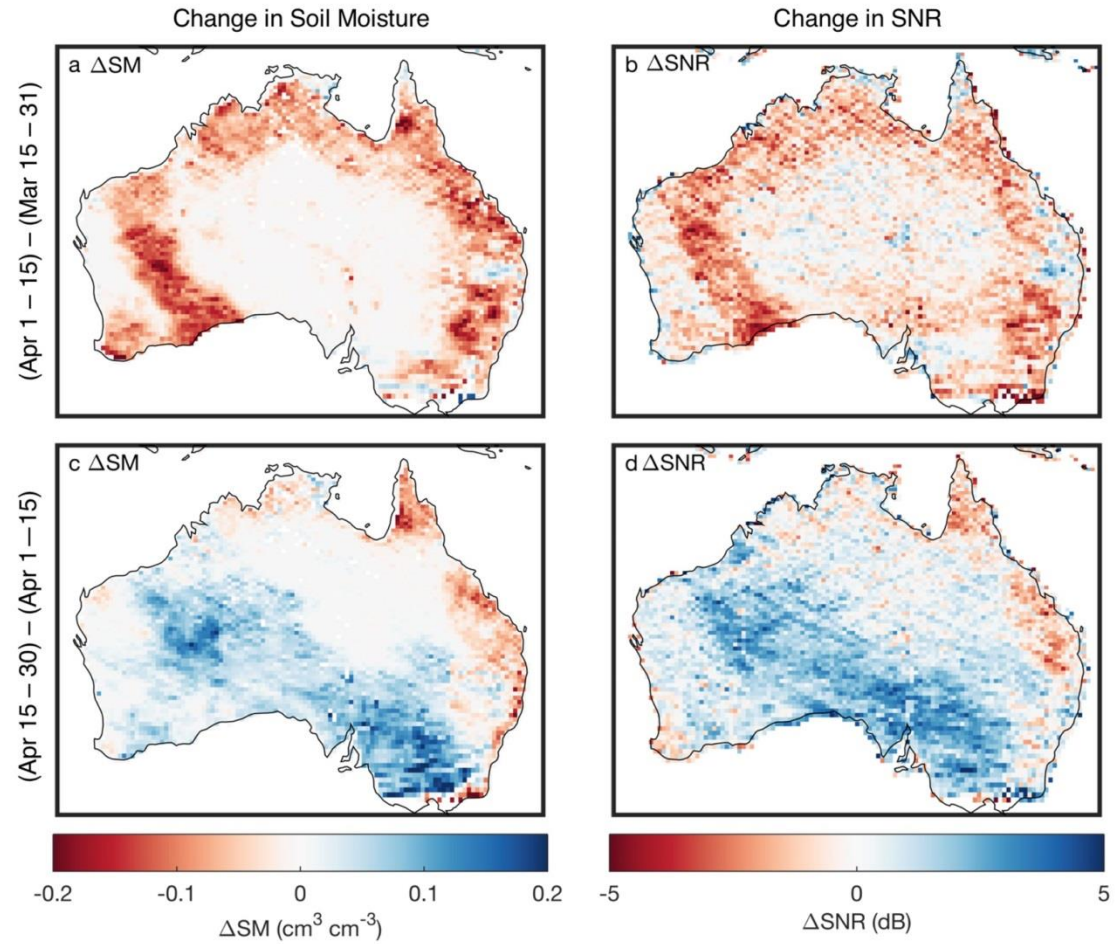 Change in Soil Moisture
Change in SNR
(Apr 1 – 15) – (Mar 15 – 31)
a ΔSM
b ΔSNR
(Apr 15 – 30) – (Apr 1 —15)
c ΔSM
d ΔSNR
-0.2 -0.1 0 0.1 0.2
ΔSM (cm³ cm⁻³)
-5 0 5
ΔSNR (dB)